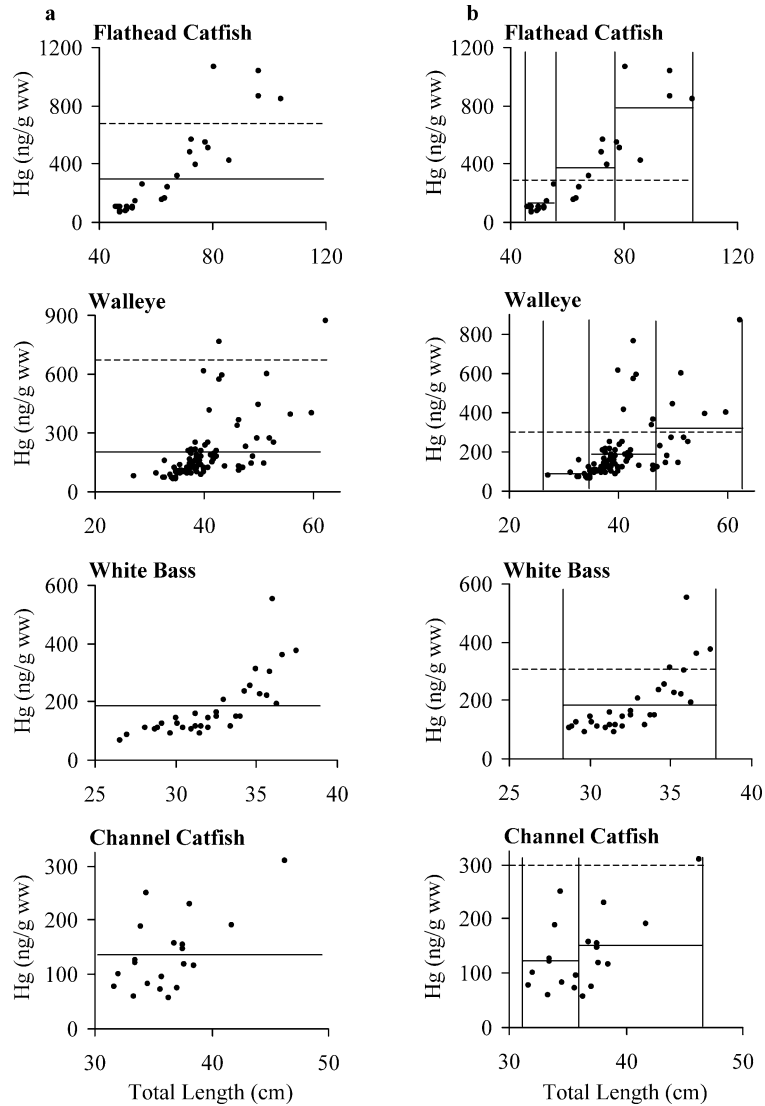 a
Flathead Catfish
Hg (ng/g ww)
1200
800
400
0
40 80 120
Walleye
Hg (ng/g ww)
900
600
300
0
20 40 60
White Bass
Hg (ng/g ww)
600
400
200
0
25 30 35 40
Channel Catfish
Hg (ng/g ww)
300
200
100
0
30 40 50
Total Length (cm)
b
Flathead Catfish
Hg (ng/g ww)
1200
800
400
0
40 80 120
Walleye
Hg (ng/g ww)
800
600
400
200
0
20 40 60
White Bass
Hg (ng/g ww)
600
400
200
0
25 30 35 40
Channel Catfish
Hg (ng/g ww)
300
200
100
0
30 40 50
Total Length (cm)